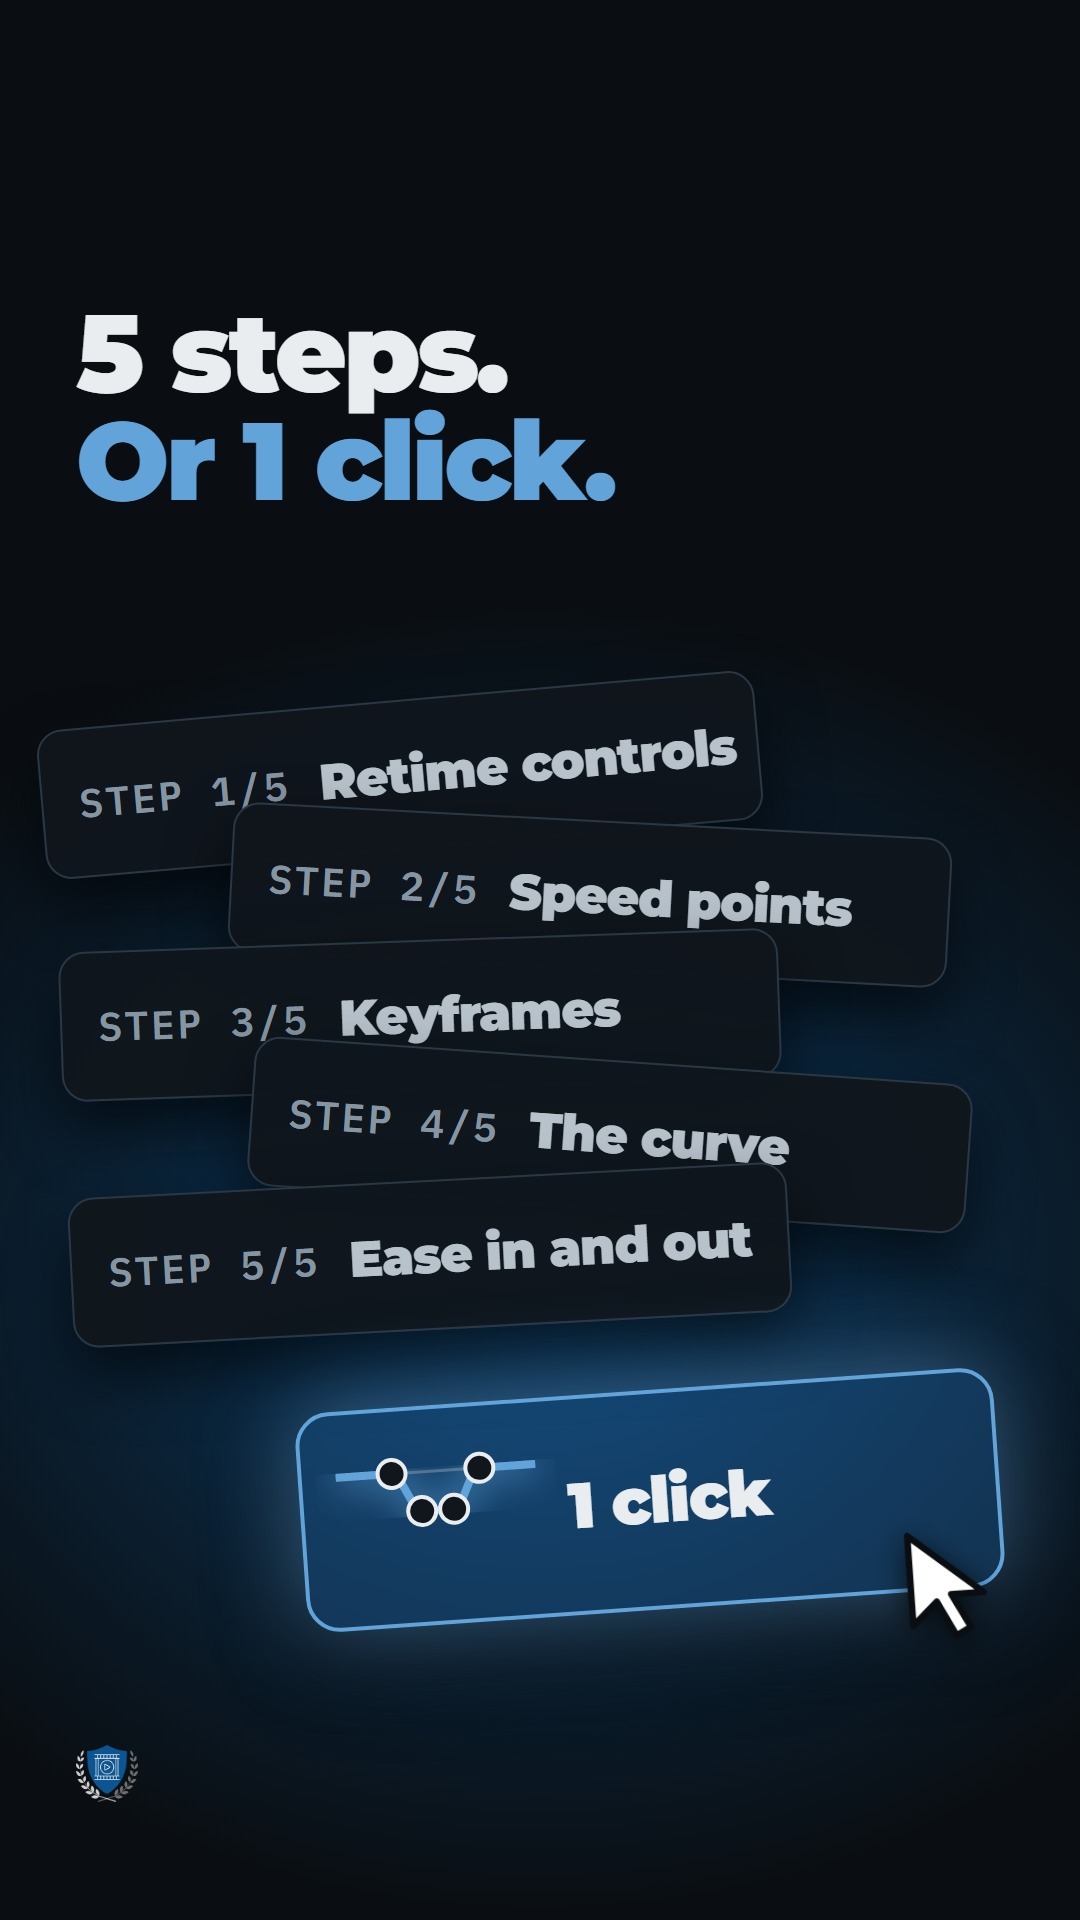 5 steps.
Or 1 click.
STEP 1/5 Retime controls
STEP 2/5 Speed points
STEP 3/5 Keyframes
STEP 4/5 The curve
STEP 5/5 Ease in and out
1 click